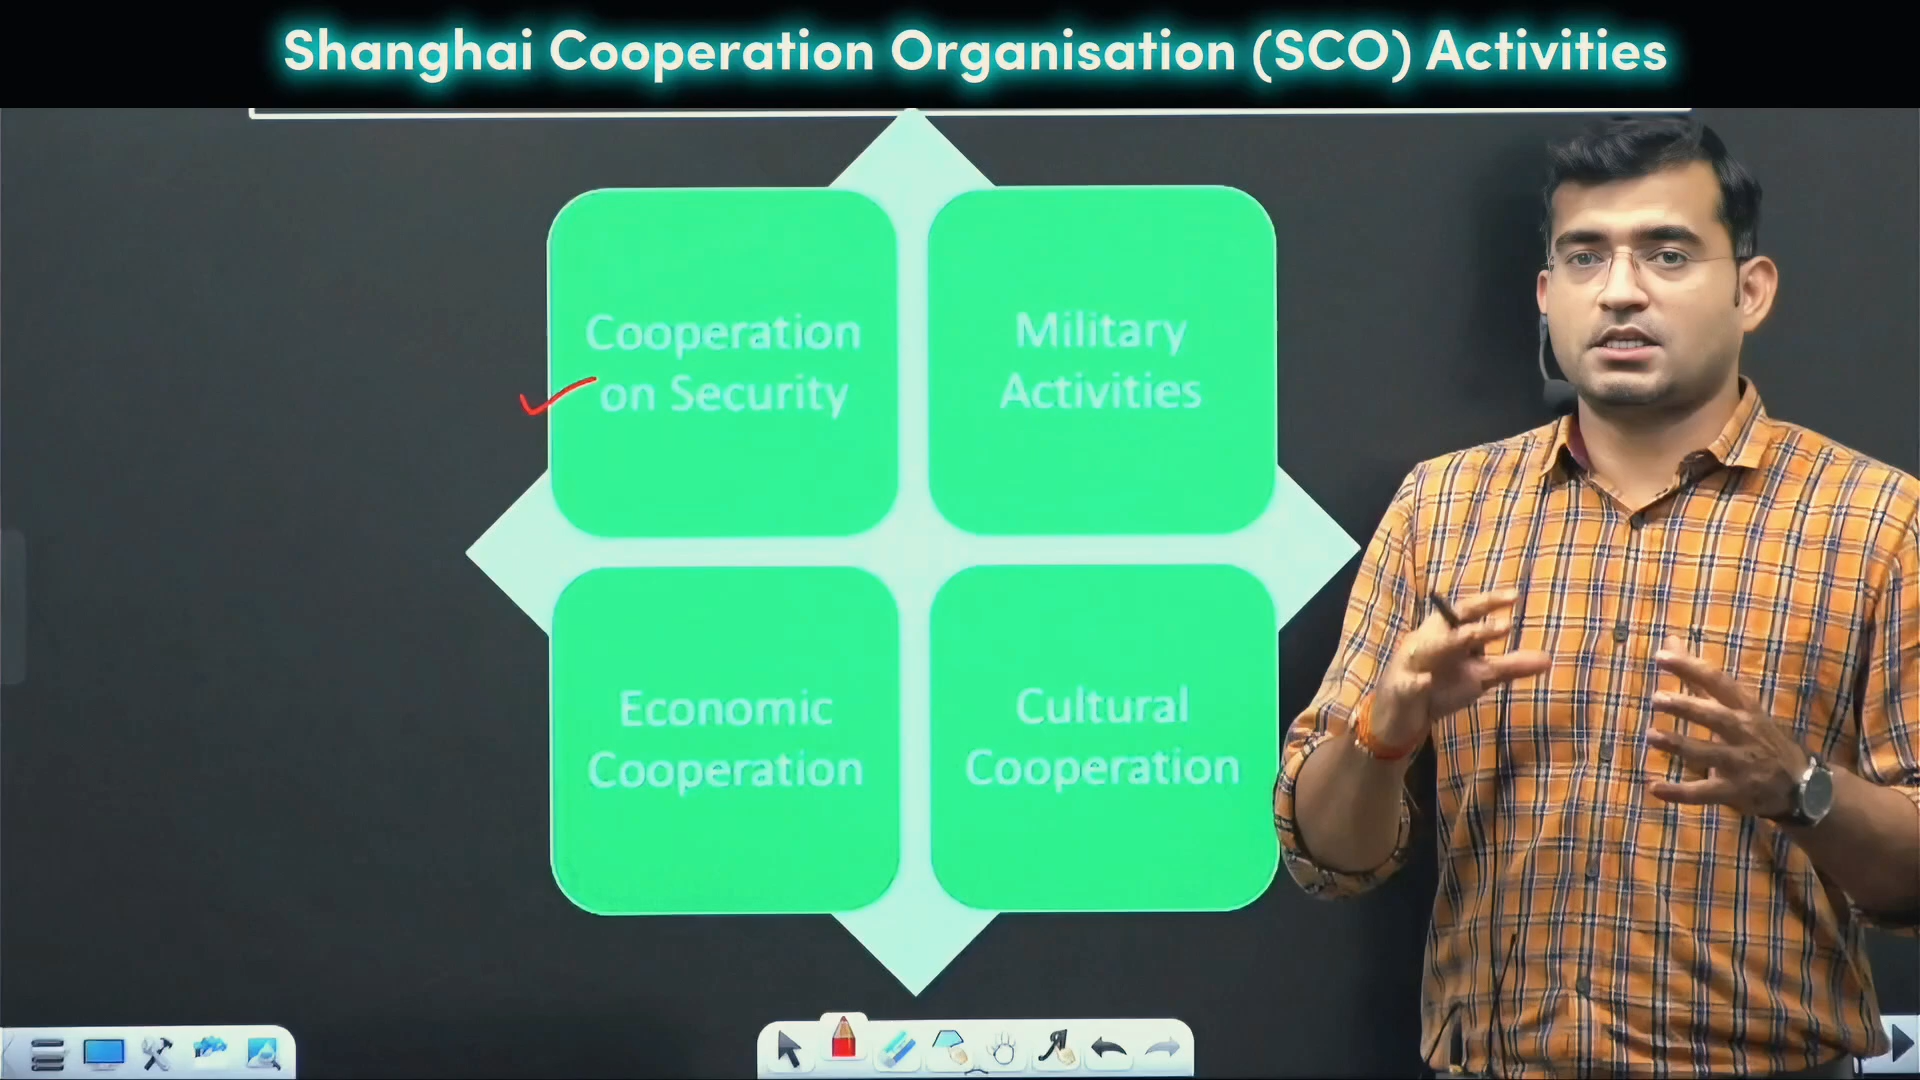 Shanghai Cooperation Organisation (SCO) Activities
Cooperation
on Security
Military
Activities
Economic
Cooperation
Cultural
Cooperation